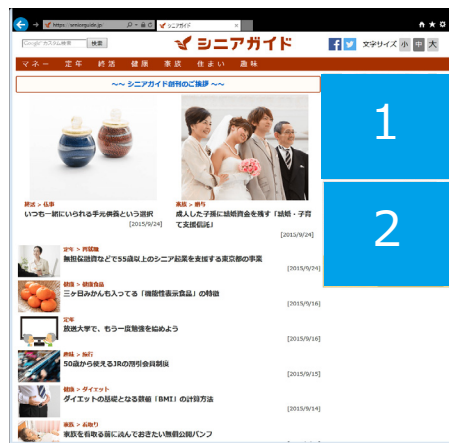 https://seniorguide.jp/
シニアガイド
Google カスタム検索
検索
シニアガイド
文字サイズ 小 中 大
マネー 定年 終活 健康 家族 住まい 趣味
～～ シニアガイド創刊のご挨拶 ～～
1
2
終活 > 仏事
いつも一緒にいられる手元供養という選択
[2015/9/24]
家族 > 贈与
成人した子孫に結婚資金を残す「結婚・子育
て支援信託」
[2015/9/24]
定年 > 再就職
無担保融資などで55歳以上のシニア起業を支援する東京都の事業
[2015/9/24]
健康 > 健康食品
三ヶ日みかんも入ってる「機能性表示食品」の特徴
[2015/9/16]
定年
放送大学で、もう一度勉強を始めよう
[2015/9/16]
趣味 > 旅行
50歳から使えるJRの割引会員制度
[2015/9/15]
健康 > ダイエット
ダイエットの基礎となる数値「BMI」の計算方法
[2015/9/14]
家族 > 看取り
家族を看取る前に読んでおきたい無償公開パンフ